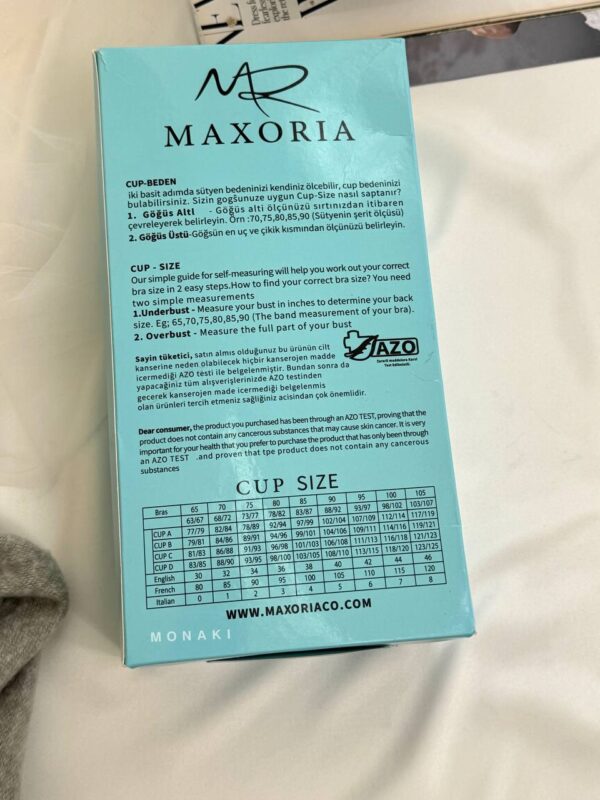 MR
MAXORIA
CUP-BEDEN
iki basit adımda sütyen bedeninizi kendiniz ölcebilir, cup bedeninizi
bulabilirsiniz. Sizin gogsunuze uygun Cup-Size nasıl saptanır?
1. Göğüs Altl - Göğüs alti ölçünüzü sırtınızdan itibaren
çevreleyerek belirleyin. Örn :70,75,80,85,90 (Sütyenin şerit ölçüsü)
2. Göğüs Üstü-Göğsün en uç ve çikik kısmından ölçünüzü belirleyin.
CUP - SIZE
Our simple guide for self-measuring will help you work out your correct
bra size in 2 easy steps.How to find your correct bra size? You need
two simple measurements
1.Underbust - Measure your bust in inches to determine your back
size. Eg; 65,70,75,80,85,90 (The band measurement of your bra).
2. Overbust - Measure the full part of your bust
AZO
Sayin tüketici, satın almıs olduğunuz bu ürünün cilt
kanserine neden olabilecek hiçbir kanserojen madde
icermediği AZO testi ile belgelenmiştir. Bundan sonra da
yapacağiniz tüm alışverişlerinizde AZO testinden
gecerek kanserojen made icermediği belgelenmis
olan ürünleri tercih etmeniz sağliğiniz acisindan çok önemlidir.
Dear consumer, the product you purchased has been through an AZO TEST, proving that the
product does not contain any cancerous substances that may cause skin cancer. It is very
important for your health that you prefer to purchase the product that has only been through
an AZO TEST .and proven that tpe product does not contain any cancerous
substances
CUP SIZE
Bras 65 70 75 80 85 90 95 100 105
63/67 68/72 73/77 78/82 83/87 88/92 93/97 98/102 103/107
CUP A 77/79 82/84 78/89 92/94 97/99 102/104 107/109 112/114 117/119
CUP B 79/81 84/86 89/91 94/96 99/101 104/106 109/111 114/116 119/121
CUP C 81/83 86/88 91/93 96/98 101/103 106/108 111/113 116/118 121/123
CUP D 83/85 88/90 93/95 98/100 103/105 108/110 113/115 118/120 123/125
English 30 32 34 36 38 40 42 44 46
French 80 85 90 95 100 105 110 115 120
Italian 0 1 2 3 4 5 6 7 8
WWW.MAXORIACO.COM
MONAKI